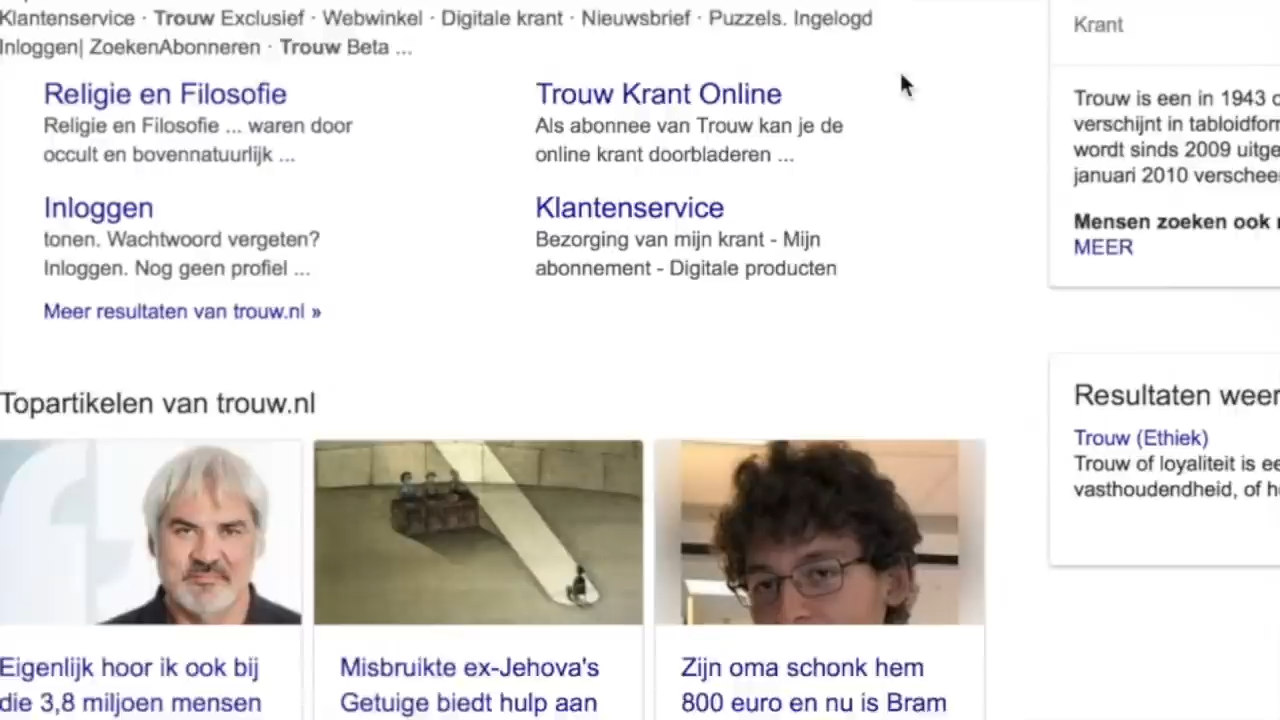 Klantenservice · Trouw Exclusief · Webwinkel · Digitale krant · Nieuwsbrief · Puzzels. Ingelogd
Inloggen| ZoekenAbonneren · Trouw Beta ...
Religie en Filosofie
Religie en Filosofie ... waren door
occult en bovennatuurlijk ...
Trouw Krant Online
Als abonnee van Trouw kan je de
online krant doorbladeren ...
Inloggen
tonen. Wachtwoord vergeten?
Inloggen. Nog geen profiel ...
Klantenservice
Bezorging van mijn krant - Mijn
abonnement - Digitale producten
Meer resultaten van trouw.nl »
Topartikelen van trouw.nl
Eigenlijk hoor ik ook bij
die 3,8 miljoen mensen
Misbruikte ex-Jehova's
Getuige biedt hulp aan
Zijn oma schonk hem
800 euro en nu is Bram
Krant
Trouw is een in 1943 
verschijnt in tabloidfor
wordt sinds 2009 uitge
januari 2010 verschee
Mensen zoeken ook
MEER
Resultaten weer
Trouw (Ethiek)
Trouw of loyaliteit is ee
vasthoudendheid, of h